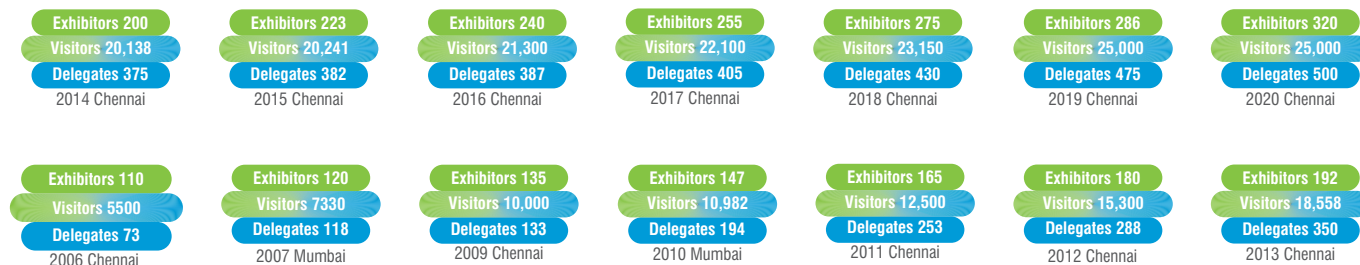 Exhibitors 200
Visitors 20,138
Delegates 375
2014 Chennai
Exhibitors 223
Visitors 20,241
Delegates 382
2015 Chennai
Exhibitors 240
Visitors 21,300
Delegates 387
2016 Chennai
Exhibitors 255
Visitors 22,100
Delegates 405
2017 Chennai
Exhibitors 275
Visitors 23,150
Delegates 430
2018 Chennai
Exhibitors 286
Visitors 25,000
Delegates 475
2019 Chennai
Exhibitors 320
Visitors 25,000
Delegates 500
2020 Chennai
Exhibitors 110
Visitors 5500
Delegates 73
2006 Chennai
Exhibitors 120
Visitors 7330
Delegates 118
2007 Mumbai
Exhibitors 135
Visitors 10,000
Delegates 133
2009 Chennai
Exhibitors 147
Visitors 10,982
Delegates 194
2010 Mumbai
Exhibitors 165
Visitors 12,500
Delegates 253
2011 Chennai
Exhibitors 180
Visitors 15,300
Delegates 288
2012 Chennai
Exhibitors 192
Visitors 18,558
Delegates 350
2013 Chennai